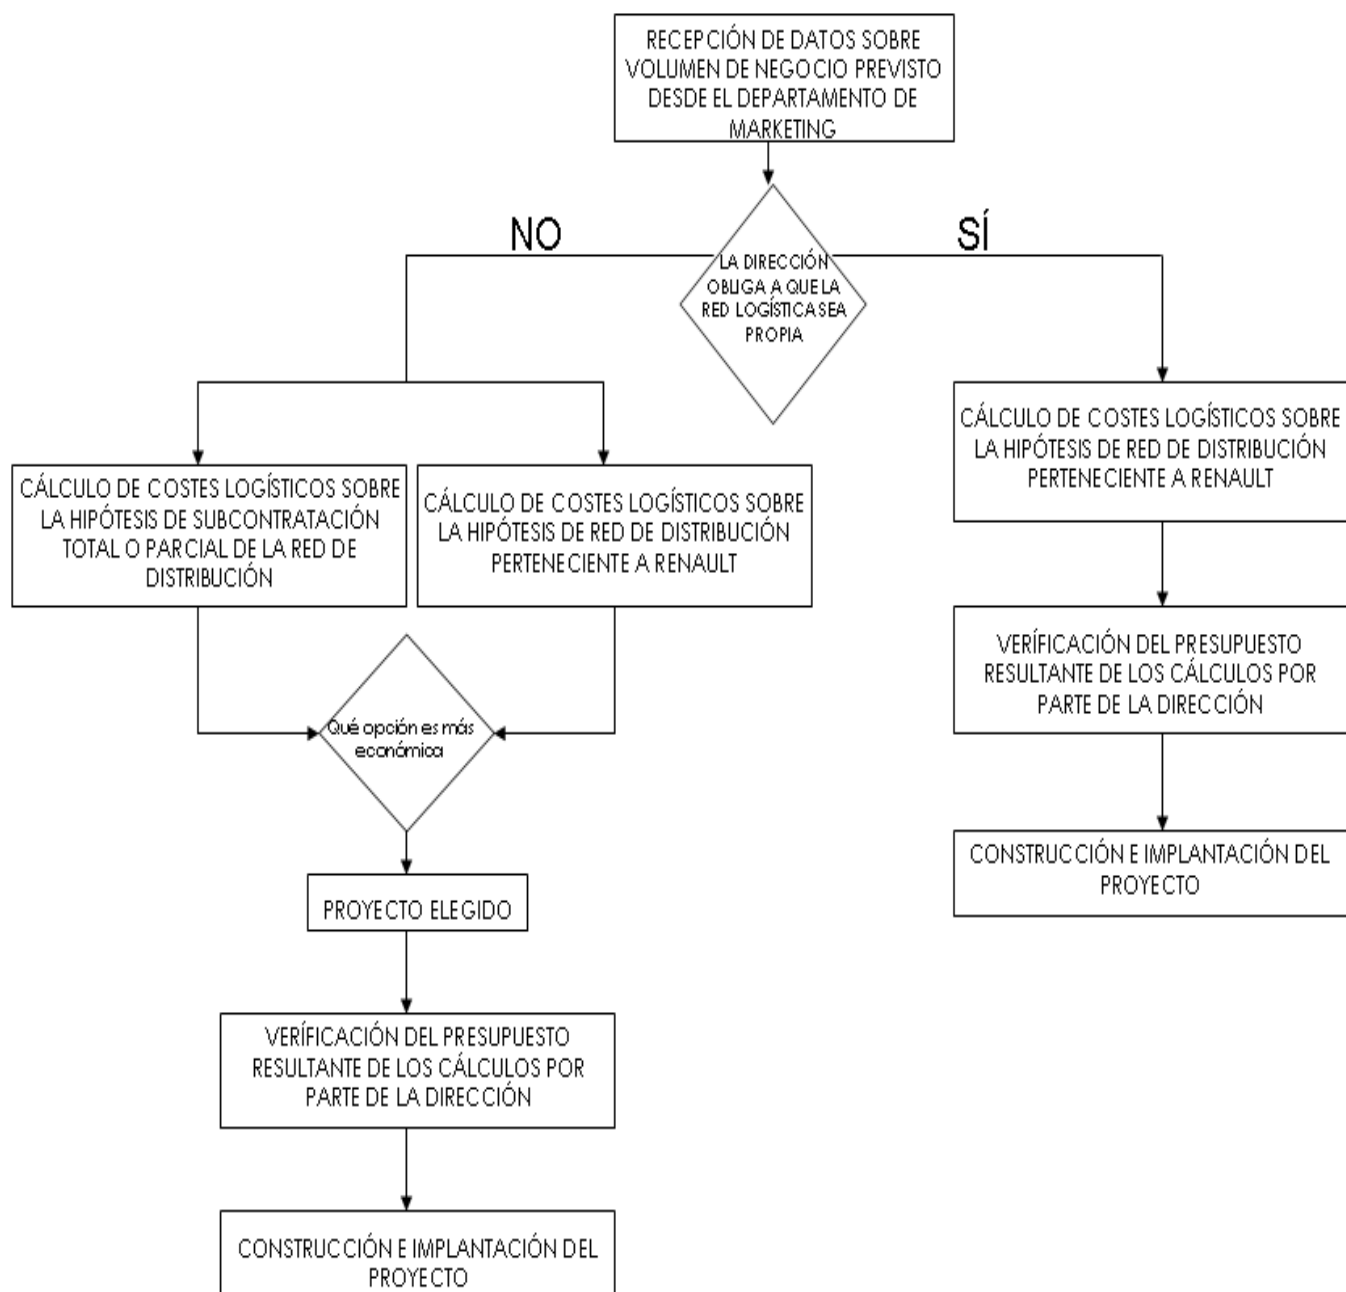 RECEPCIÓN DE DATOS SOBRE
VOLUMEN DE NEGOCIO PREVISTO
DESDE EL DEPARTAMENTO DE
MARKETING
NO
SÍ
LA DIRECCIÓN
OBLIGA A QUE LA
RED LOGÍSTICA SEA
PROPIA
CÁLCULO DE COSTES LOGÍSTICOS SOBRE
LA HIPÓTESIS DE SUBCONTRATACIÓN
TOTAL O PARCIAL DE LA RED DE
DISTRIBUCIÓN
CÁLCULO DE COSTES LOGÍSTICOS SOBRE
LA HIPÓTESIS DE RED DE DISTRIBUCIÓN
PERTENECIENTE A RENAULT
CÁLCULO DE COSTES LOGÍSTICOS SOBRE
LA HIPÓTESIS DE RED DE DISTRIBUCIÓN
PERTENECIENTE A RENAULT
Qué opción es más
económica
VERÍFICACIÓN DEL PRESUPUESTO
RESULTANTE DE LOS CÁLCULOS POR
PARTE DE LA DIRECCIÓN
CONSTRUCCIÓN E IMPLANTACIÓN DEL
PROYECTO
PROYECTO ELEGIDO
VERÍFICACIÓN DEL PRESUPUESTO
RESULTANTE DE LOS CÁLCULOS POR
PARTE DE LA DIRECCIÓN
CONSTRUCCIÓN E IMPLANTACIÓN DEL
PROYECTO